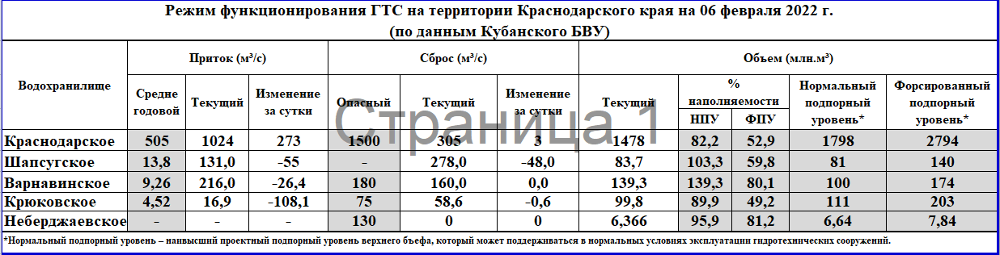 Режим функционирования ГТС на территории Краснодарского края на 06 февраля 2022 г.
(по данным Кубанского БВУ)
Водохранилище Приток (м³/с) Сброс (м³/с) Объем (млн.м³)
Средне годовой Текущий Изменение за сутки Опасный Текущий Изменение за сутки Текущий % наполняемости Нормальный подпорный уровень* Форсированный подпорный уровень*
НПУ ФПУ
Краснодарское 505 1024 273 1500 305 3 1478 82,2 52,9 1798 2794
Шапсугское 13,8 131,0 -55 - 278,0 -48,0 83,7 103,3 59,8 81 140
Варнавинское 9,26 216,0 -26,4 180 160,0 0,0 139,3 139,3 80,1 100 174
Крюковское 4,52 16,9 -108,1 75 58,6 -0,6 99,8 89,9 49,2 111 203
Неберджаевское - - - 130 0 0 6,366 95,9 81,2 6,64 7,84
*Нормальный подпорный уровень – наивысший проектный подпорный уровень верхнего бъефа, который может поддерживаться в нормальных условиях эксплуатации гидротехнических сооружений.
Страница 1